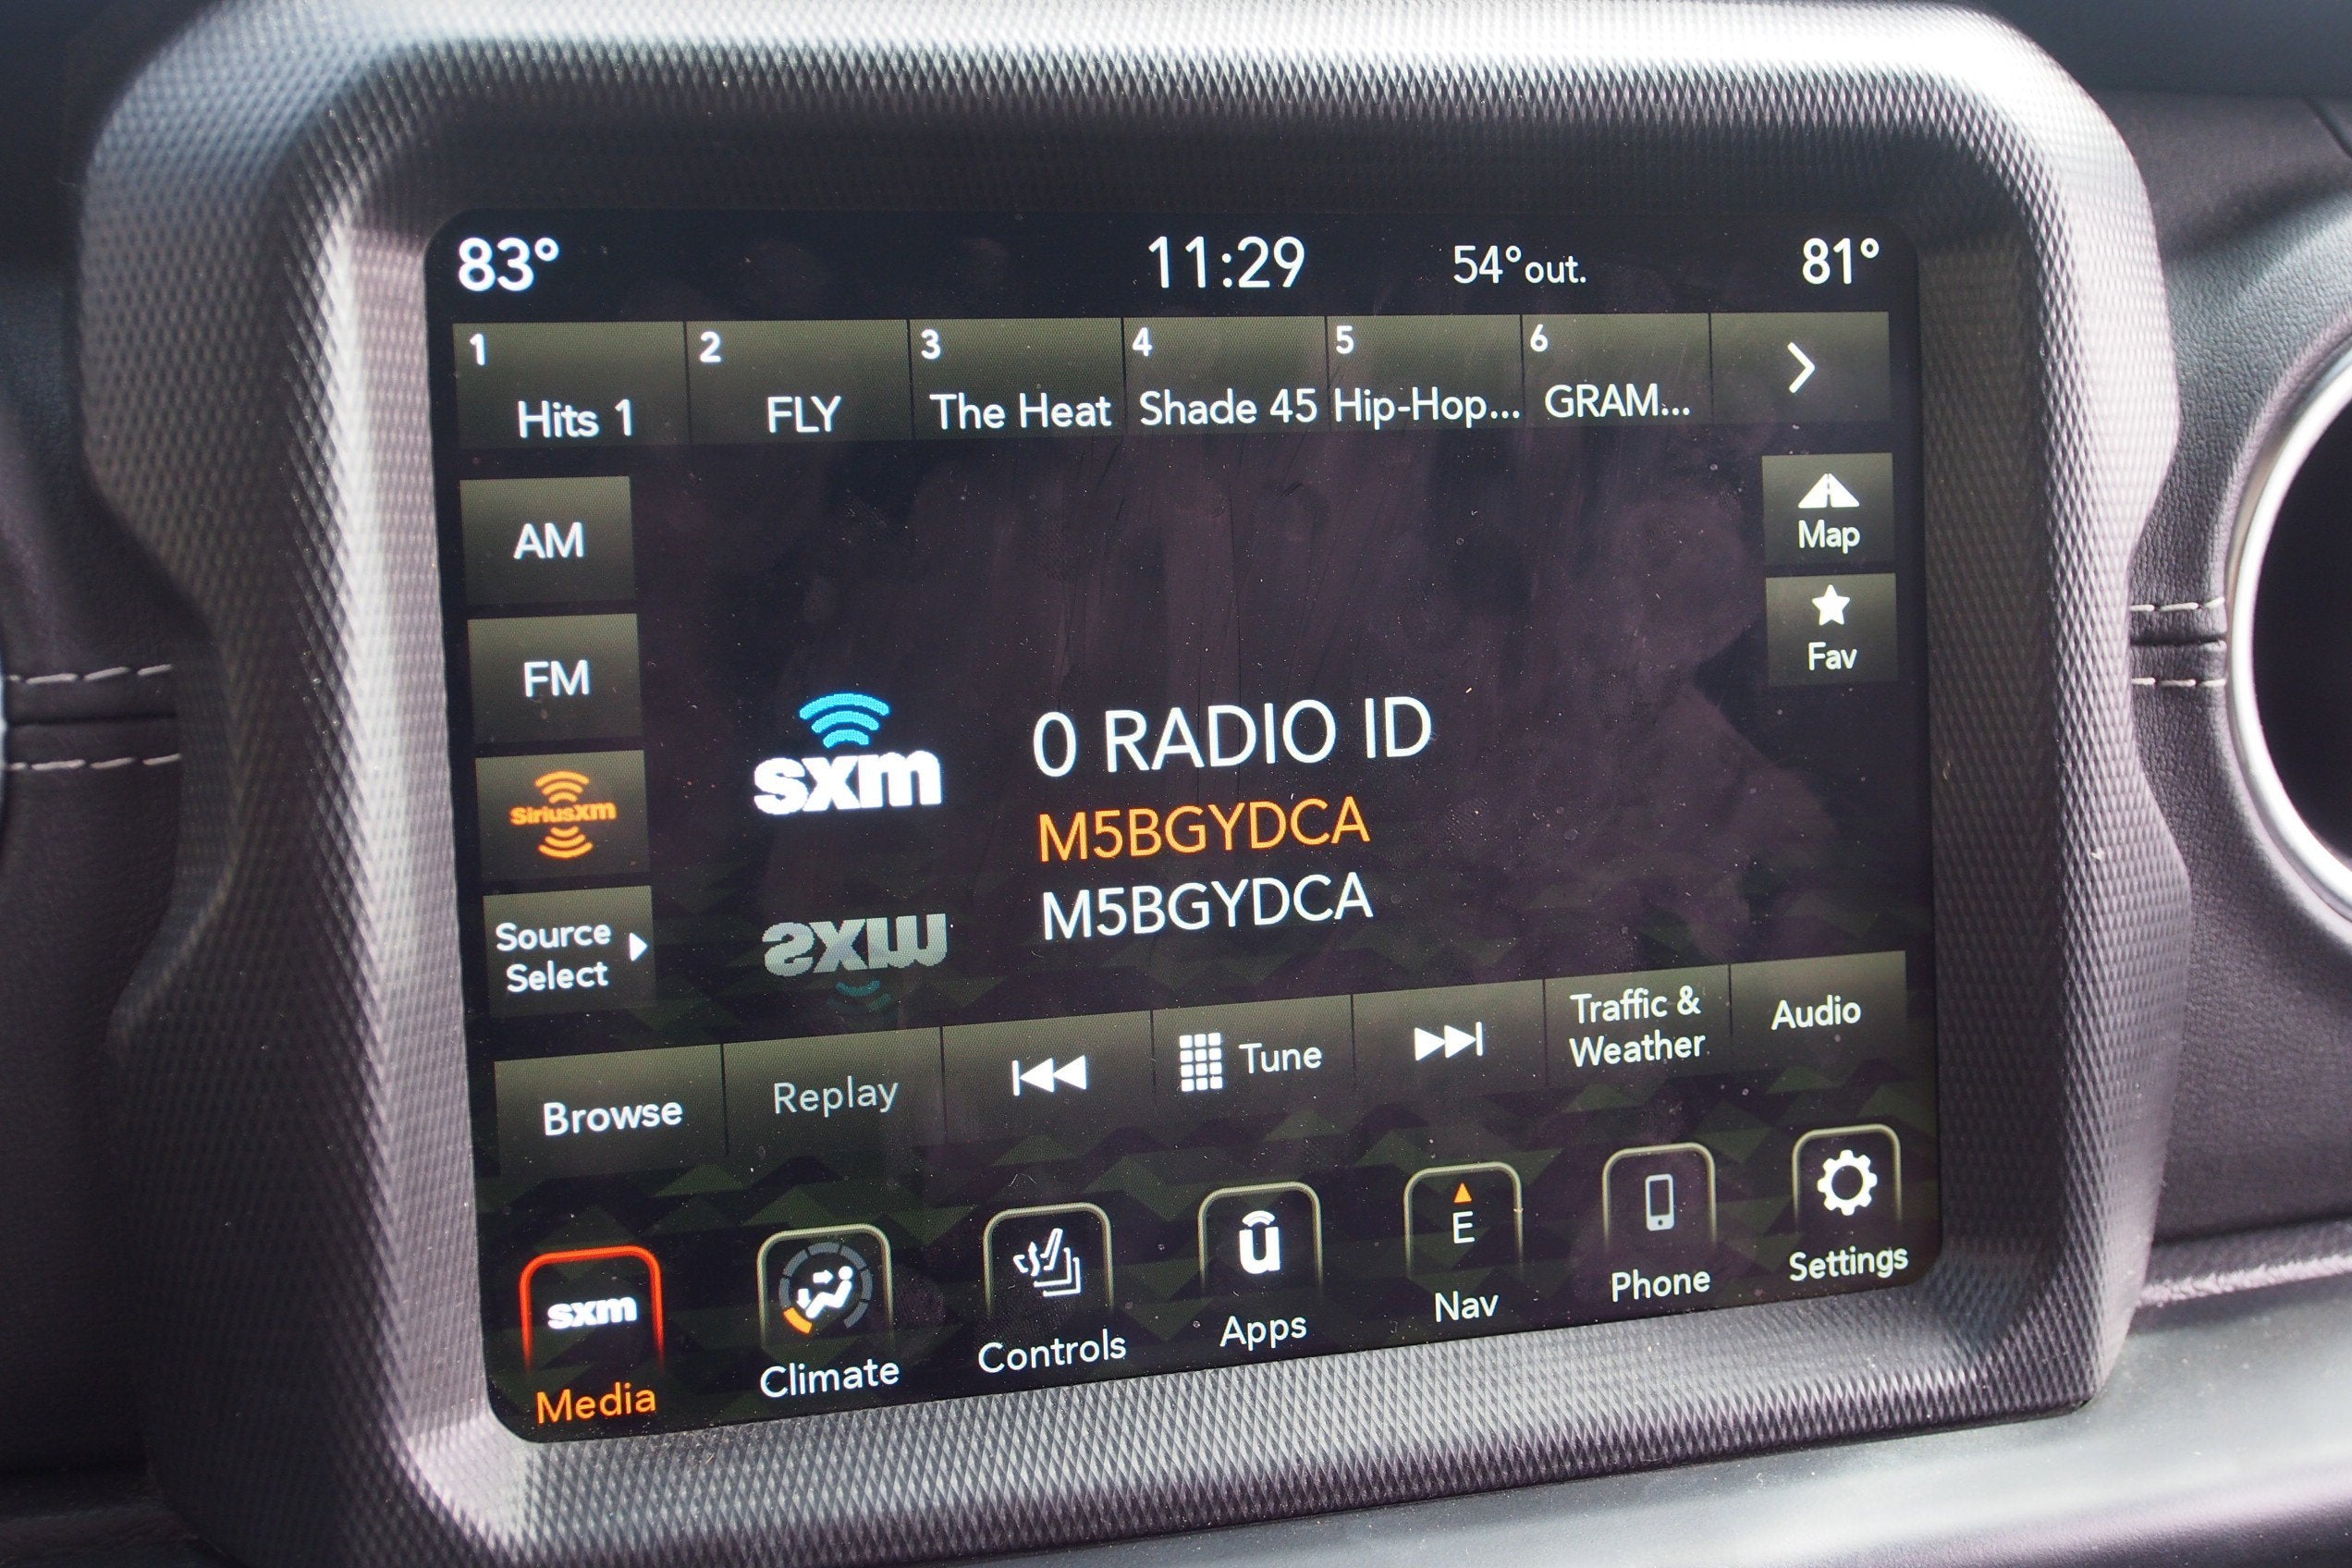 83° 11:29 54°out. 81°
1 2 3 4 5 6
Hits 1 FLY The Heat Shade 45 Hip-Hop... GRAM...
AM
Map
FM
Fav
SiriusXm
sxm
0 RADIO ID
M5BGYDCA
M5BGYDCA
Source
Select
sxm
Browse Replay Tune Traffic &
Weather Audio
sxm
Media
Climate
Controls
u
Apps
E
Nav
Phone
Settings